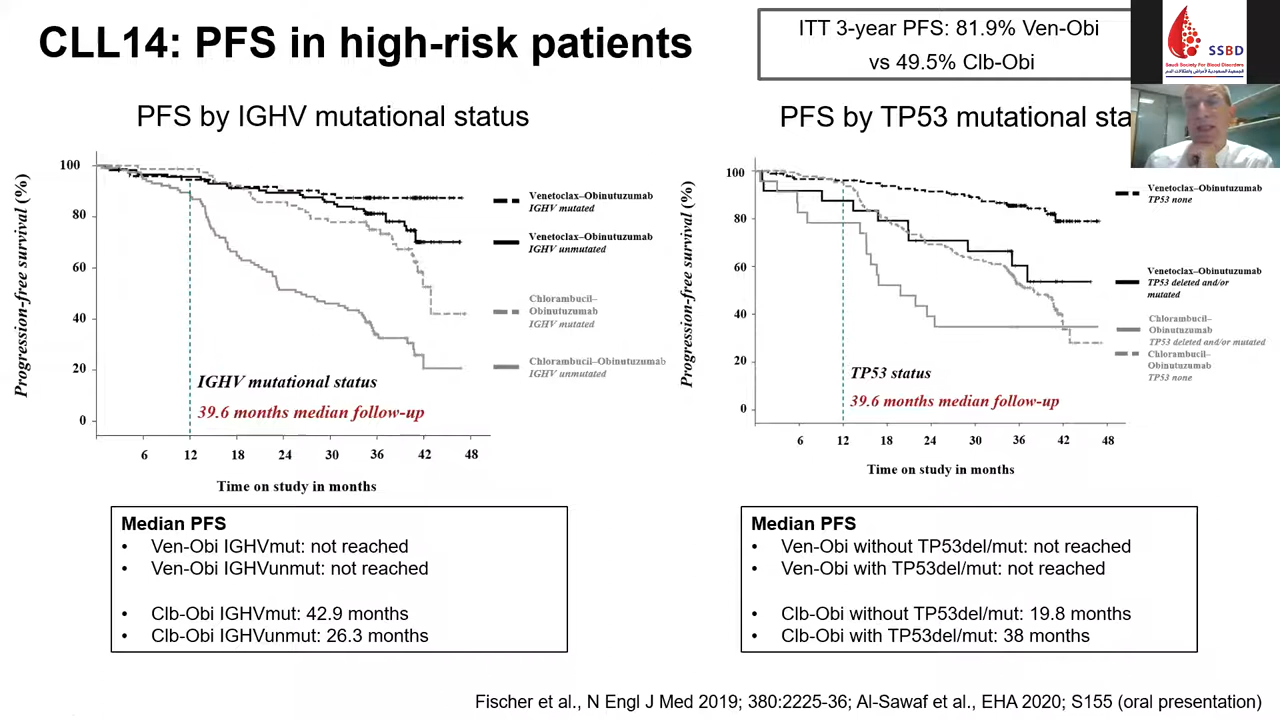 CLL14: PFS in high-risk patients
ITT 3-year PFS: 81.9% Ven-Obi
vs 49.5% Clb-Obi
SSBD
Saudi Society For Blood Disorders
PFS by IGHV mutational status
Progression-free survival (%)
100
80
60
40
20
0
6 12 18 24 30 36 42 48
Time on study in months
IGHV mutational status
39.6 months median follow-up
Venetoclax–Obinutuzumab
IGHV mutated
Venetoclax–Obinutuzumab
IGHV unmutated
Chlorambucil–
Obinutuzumab
IGHV mutated
Chlorambucil–Obinutuzumab
IGHV unmutated
Median PFS
• Ven-Obi IGHVmut: not reached
• Ven-Obi IGHVunmut: not reached
• Clb-Obi IGHVmut: 42.9 months
• Clb-Obi IGHVunmut: 26.3 months
PFS by TP53 mutational sta
Progression-free survival (%)
100
80
60
40
20
0
6 12 18 24 30 36 42 48
Time on study in months
TP53 status
39.6 months median follow-up
Venetoclax–Obinutuzumab
TP53 none
Venetoclax–Obinutuzumab
TP53 deleted and/or
mutated
Chlorambucil–
Obinutuzumab
TP53 deleted and/or mutated
Chlorambucil–
Obinutuzumab
TP53 none
Median PFS
• Ven-Obi without TP53del/mut: not reached
• Ven-Obi with TP53del/mut: not reached
• Clb-Obi without TP53del/mut: 19.8 months
• Clb-Obi with TP53del/mut: 38 months
Fischer et al., N Engl J Med 2019; 380:2225-36; Al-Sawaf et al., EHA 2020; S155 (oral presentation)